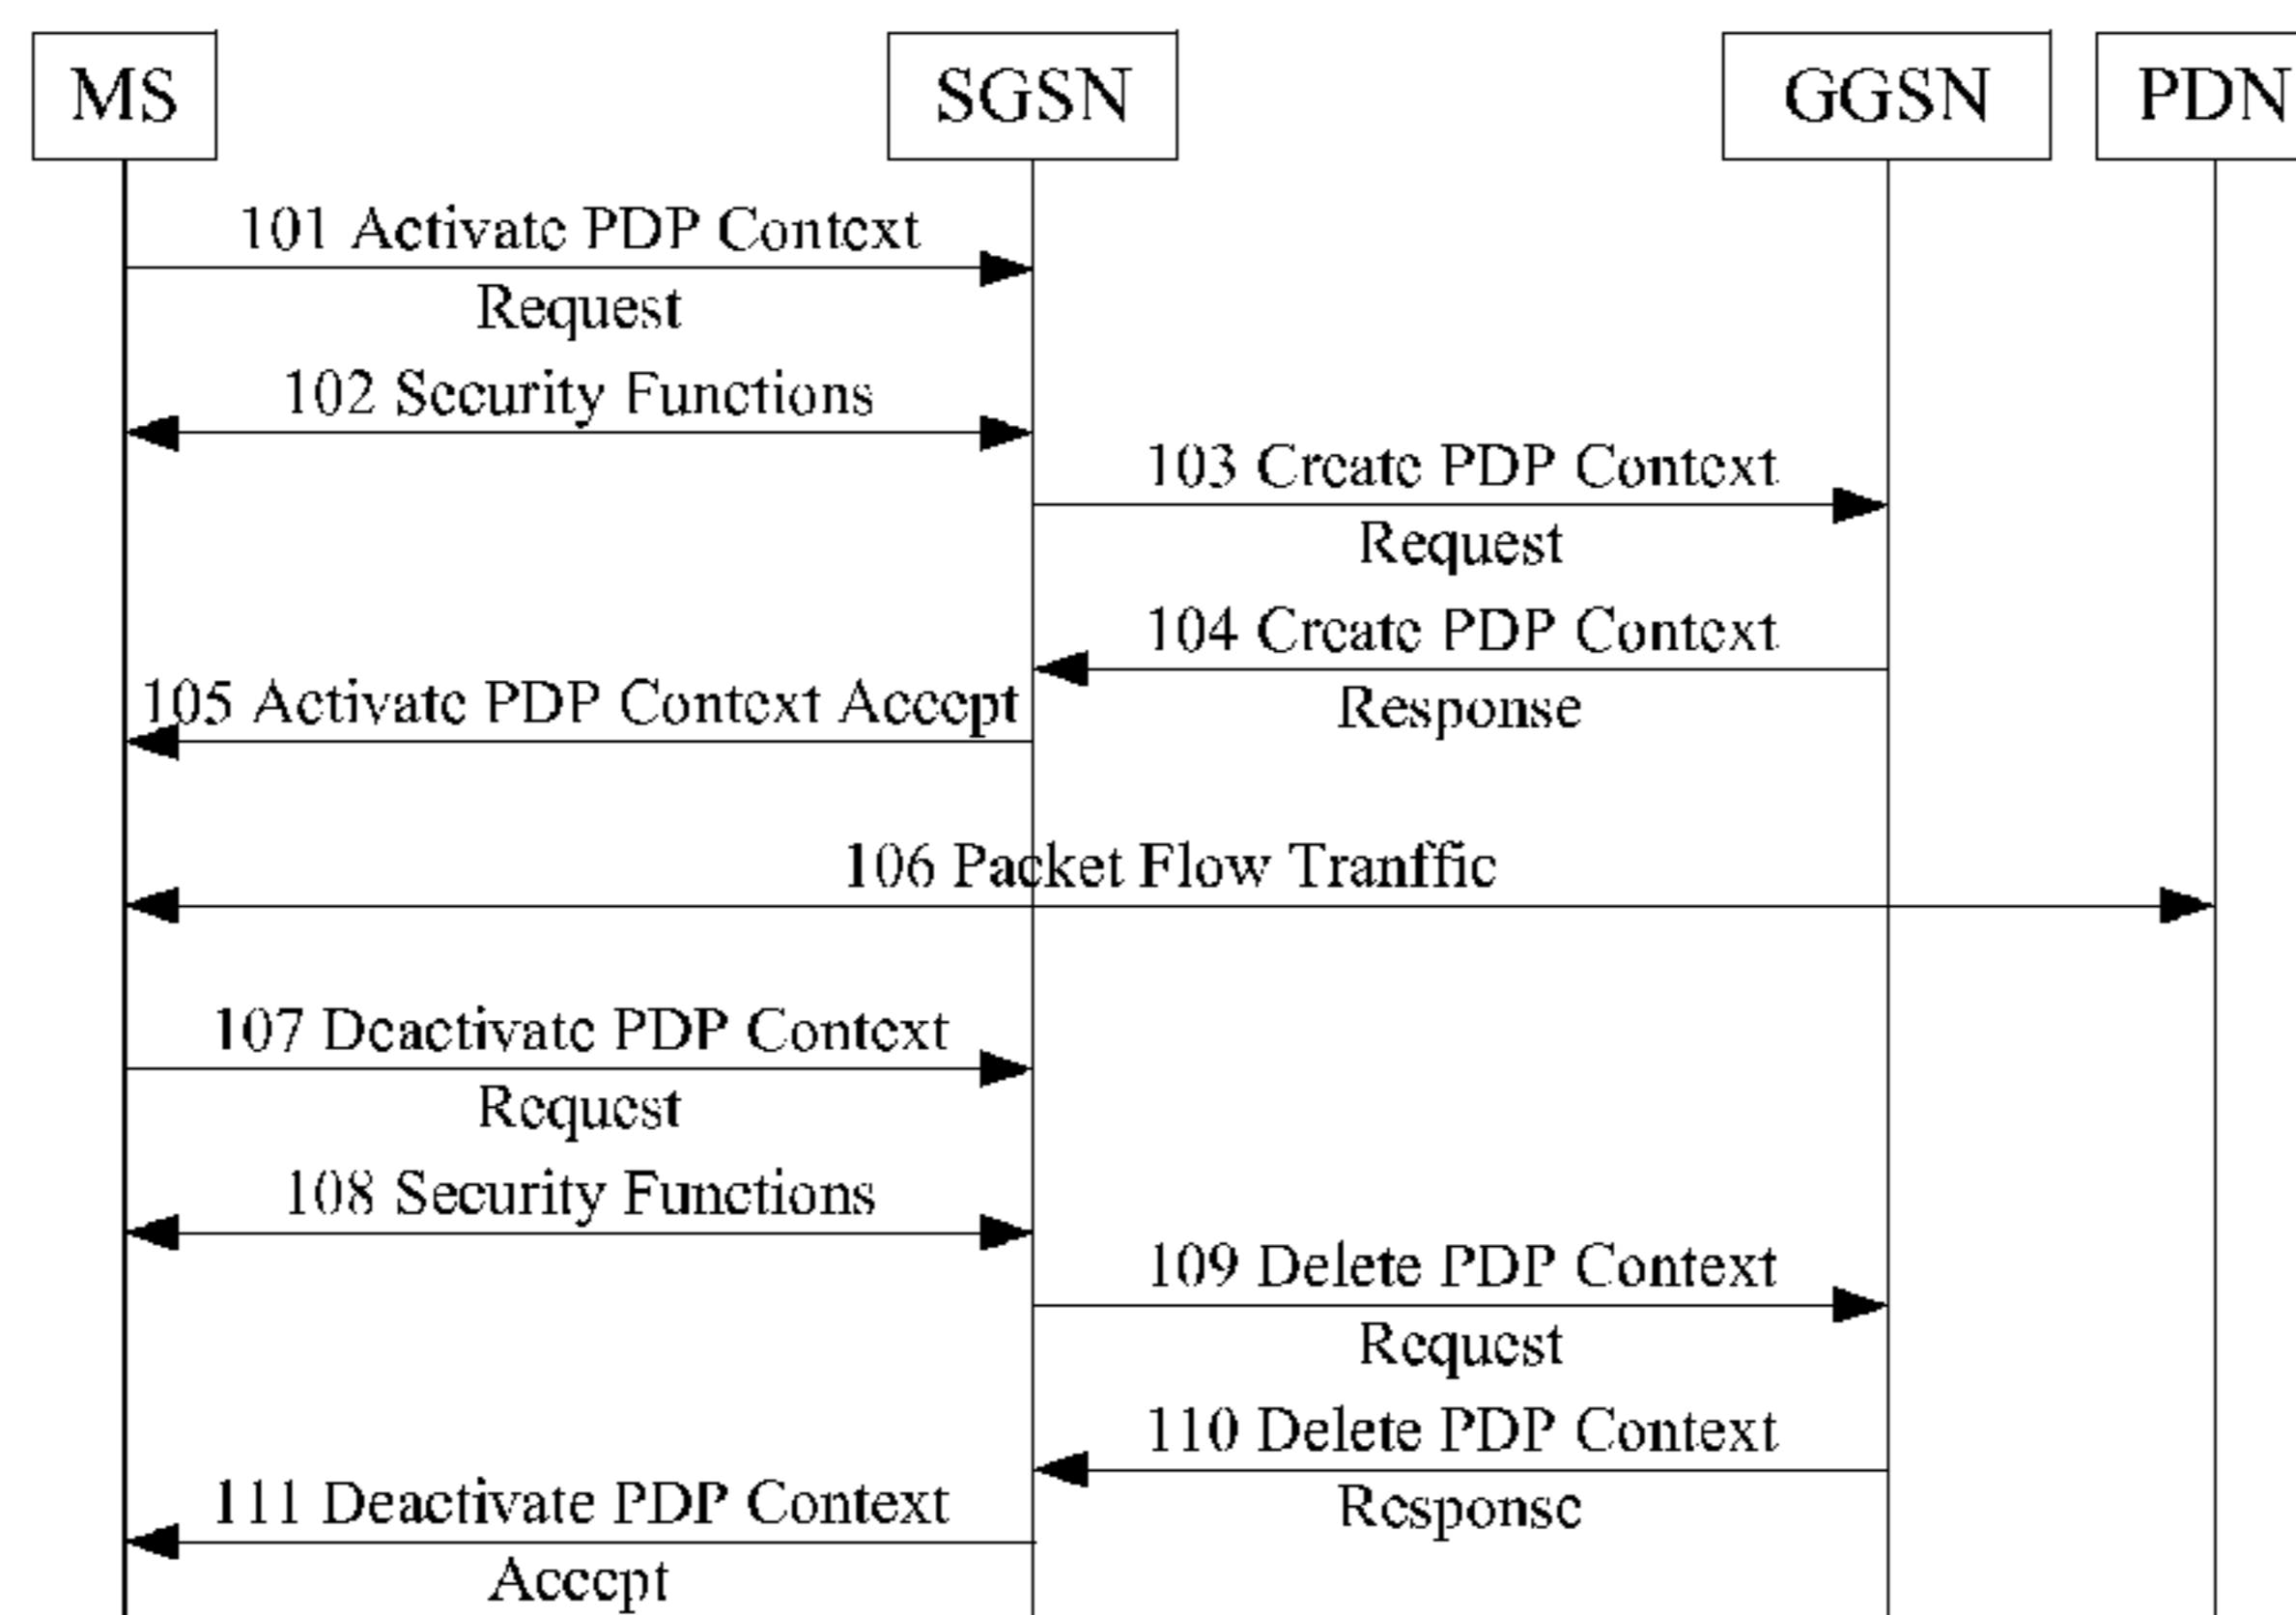 MS
SGSN
GGSN
PDN
101 Activate PDP Context
Request
102 Security Functions
103 Create PDP Context
Request
104 Create PDP Context
Response
105 Activate PDP Context Accept
106 Packet Flow Tranffic
107 Deactivate PDP Context
Request
108 Security Functions
109 Delete PDP Context
Request
110 Delete PDP Context
Response
111 Deactivate PDP Context
Accept